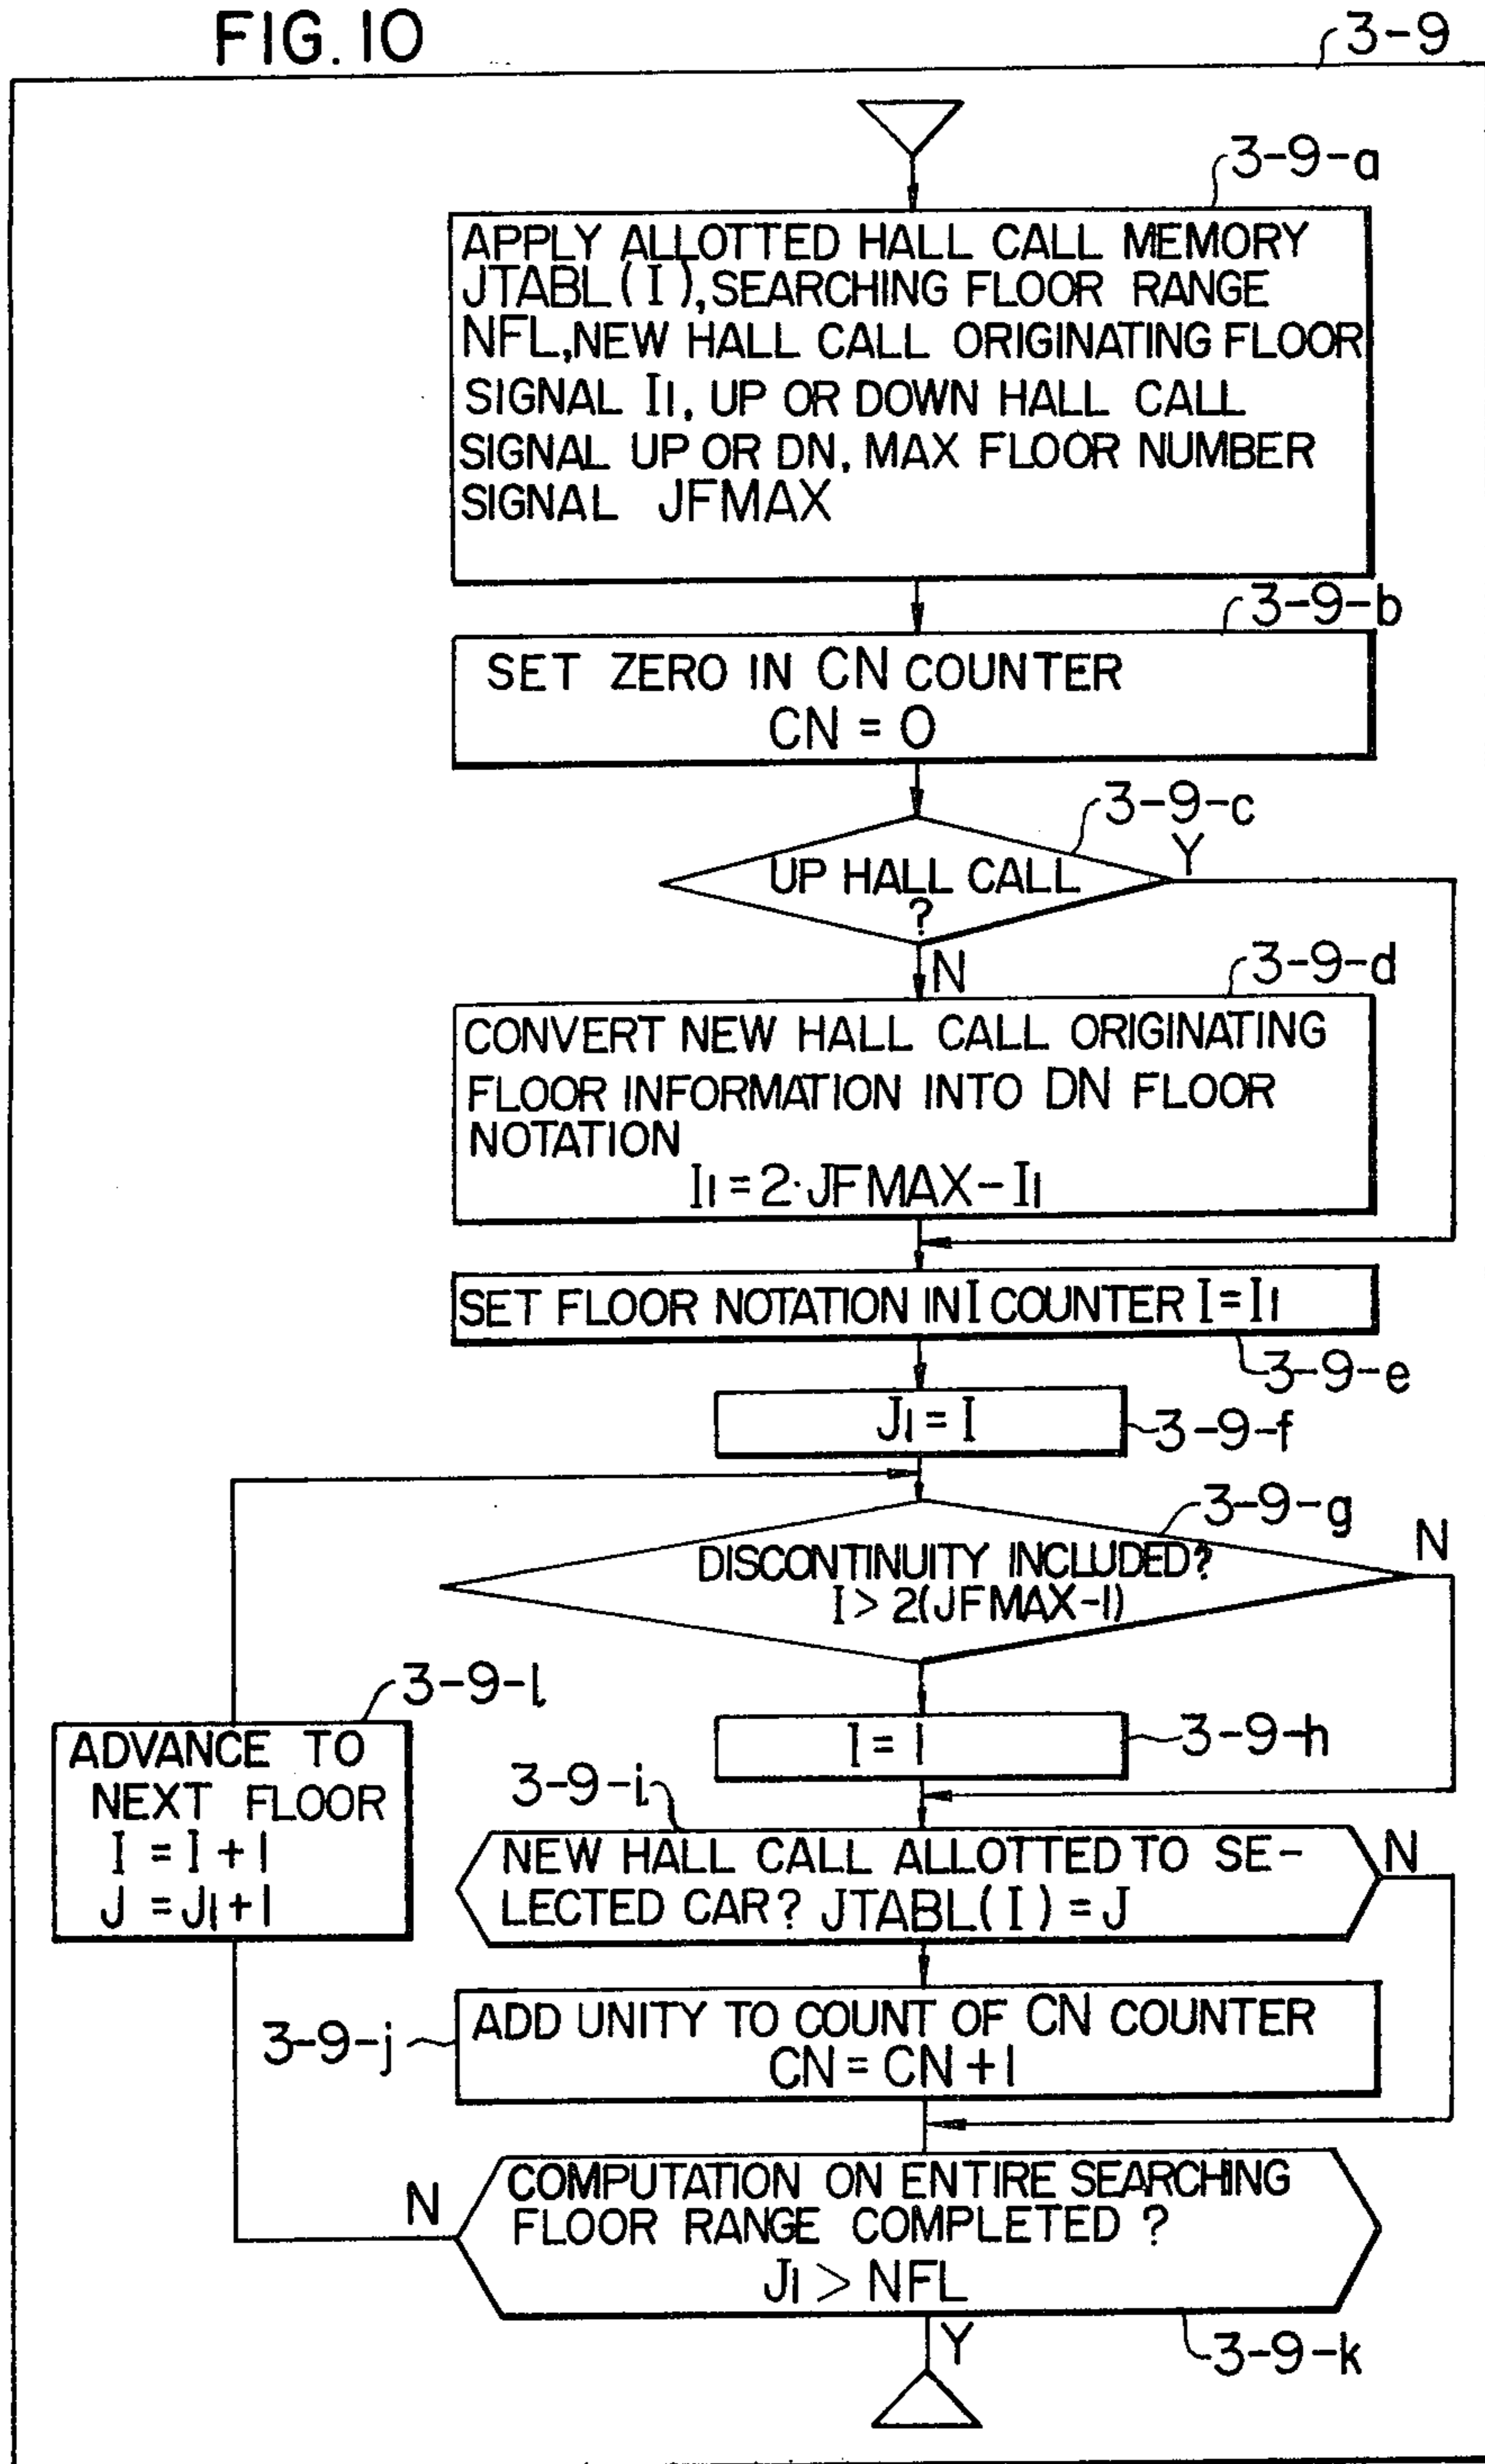 FIG. 10
3-9
3-9-a
APPLY ALLOTTED HALL CALL MEMORY
JTABL(I), SEARCHING FLOOR RANGE
NFL, NEW HALL CALL ORIGINATING FLOOR
SIGNAL I1, UP OR DOWN HALL CALL
SIGNAL UP OR DN, MAX FLOOR NUMBER
SIGNAL JFMAX
3-9-b
SET ZERO IN CN COUNTER
CN = 0
3-9-c
UP HALL CALL
?
Y
N
3-9-d
CONVERT NEW HALL CALL ORIGINATING
FLOOR INFORMATION INTO DN FLOOR
NOTATION
I1 = 2·JFMAX - I1
SET FLOOR NOTATION IN I COUNTER I = I1
3-9-e
J1 = I
3-9-f
3-9-g
DISCONTINUITY INCLUDED?
I > 2(JFMAX-1)
N
I = 1
3-9-h
3-9-i
NEW HALL CALL ALLOTTED TO SE-
LECTED CAR? JTABL(I) = J
N
3-9-j
ADD UNITY TO COUNT OF CN COUNTER
CN = CN + 1
3-9-l
ADVANCE TO
NEXT FLOOR
I = I + 1
J = J1 + 1
N
COMPUTATION ON ENTIRE SEARCHING
FLOOR RANGE COMPLETED ?
J1 > NFL
Y
3-9-k